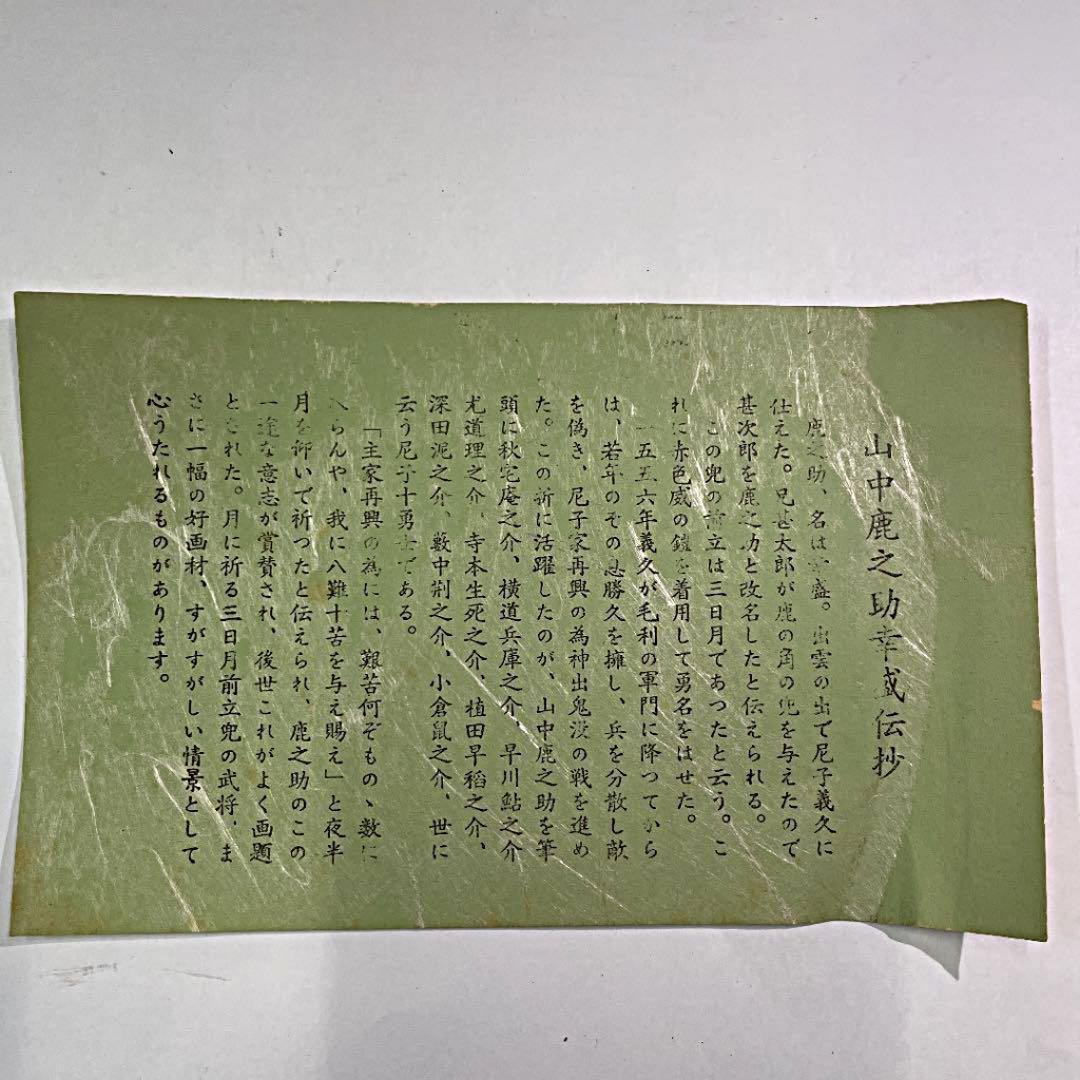 山中鹿之助幸盛伝抄
鹿之助、名は幸盛。出雲の出で尼子義久に
仕えた。兄甚太郎が鹿の角の兜を与えたので
甚次郎を鹿之助と改名したと伝えられる。
この兜の前立は三日月であつたと云う。こ
れに赤色威の鎧を着用して勇名をはせた。
一五五六年義久が毛利の軍門に降つてから
は、若年のその息勝久を擁し、兵を分散し敵
を偽き、尼子家再興の為神出鬼没の戦を進め
た。この折に活躍したのが、山中鹿之助を筆
頭に秋宅庵之介、横道兵庫之介、早川鮎之介
尤道理之介、寺本生死之介、植田早稲之介、
深田泥之介、藪中荊之介、小倉鼠之介、世に
云う尼子十勇士である。
「主家再興の為には、艱苦何ぞものゝ数に
入らんや、我に八難十苦を与え賜え」と夜半
月を仰いで祈つたと伝えられ、鹿之助のこの
一途な意志が賞賛され、後世これがよく画題
とされた。月に祈る三日月前立兜の武将、ま
さに一幅の好画材、すがすがしい情景として
心うたれるものがあります。